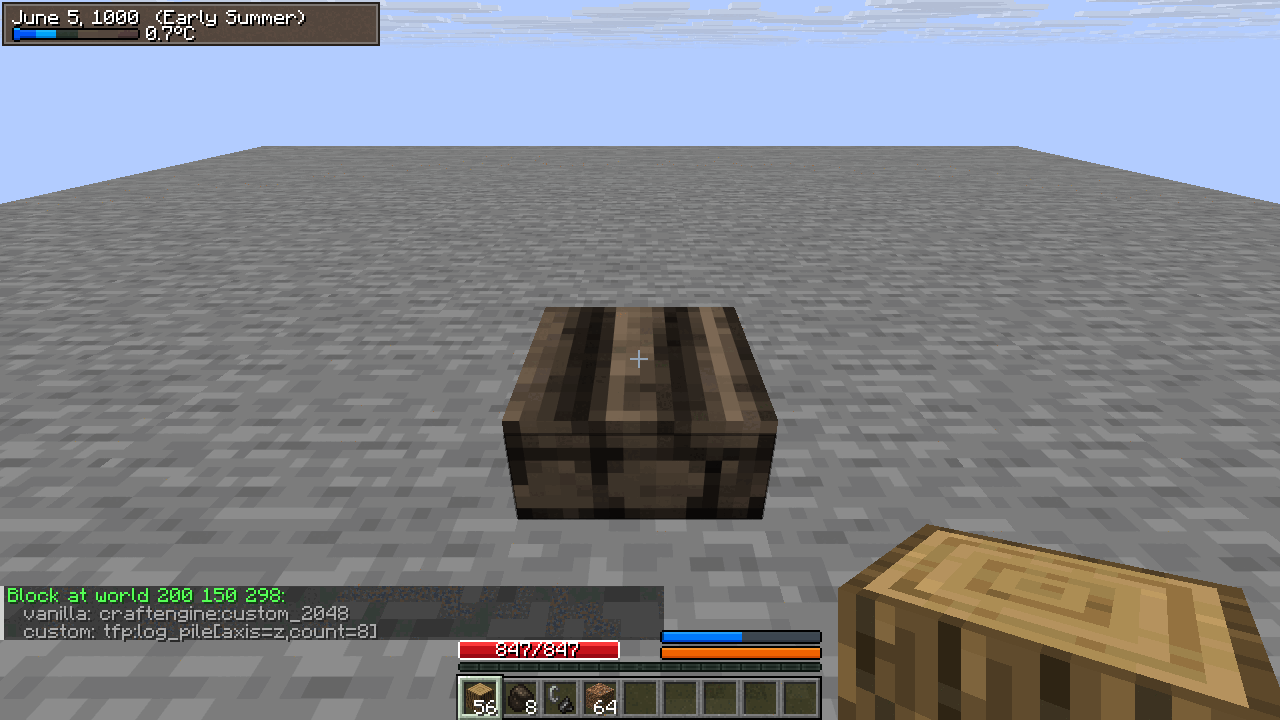 June 5, 1000 (Early Summer)
0.7°C
Block at world 200 150 298:
vanilla: craftengine:custom_2048
custom: tfp:log_pile[axis=z,count=8]
847/847
56 8 64